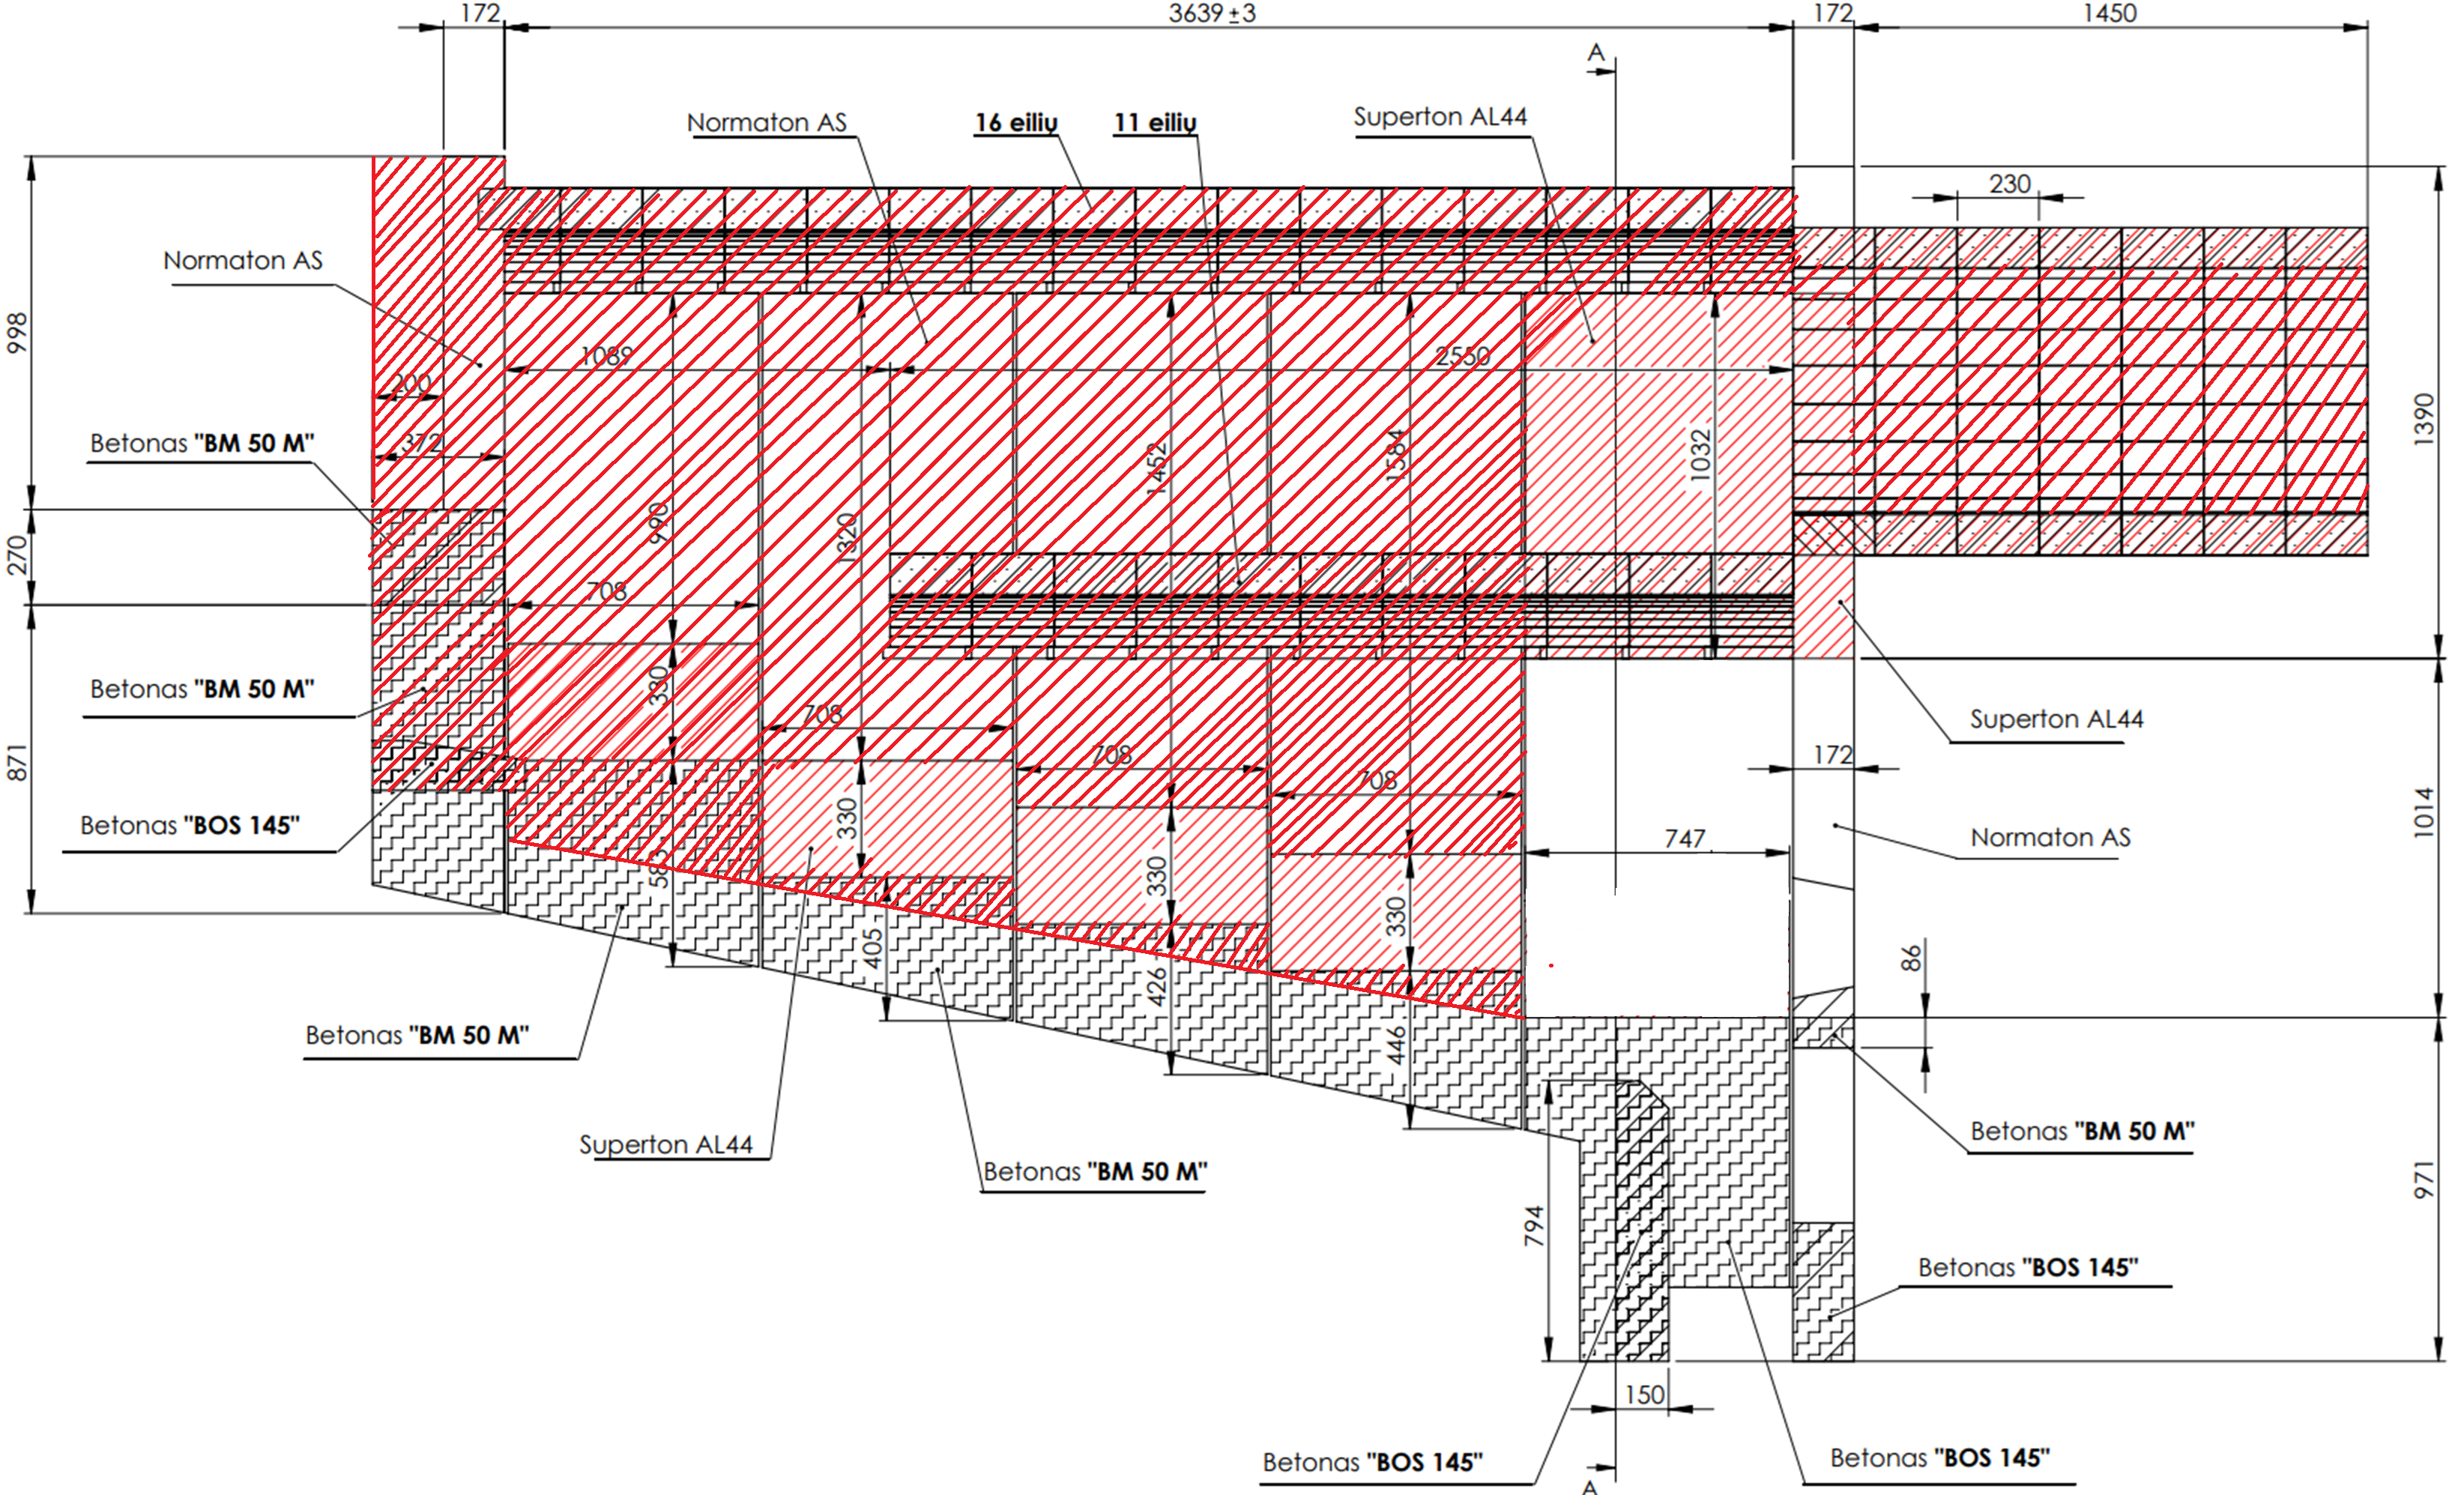 172
3639±3
172
1450
A
Normaton AS
16 eilių
11 eilių
Superton AL44
230
Normaton AS
998
1089
2550
200
372
Betonas "BM 50 M"
990
1320
1452
1584
1032
1390
270
708
Betonas "BM 50 M"
330
708
708
708
Superton AL44
172
871
Betonas "BOS 145"
330
330
330
747
Normaton AS
1014
405
426
446
86
Betonas "BM 50 M"
Superton AL44
Betonas "BM 50 M"
Betonas "BM 50 M"
971
794
Betonas "BOS 145"
150
Betonas "BOS 145"
Betonas "BOS 145"
A